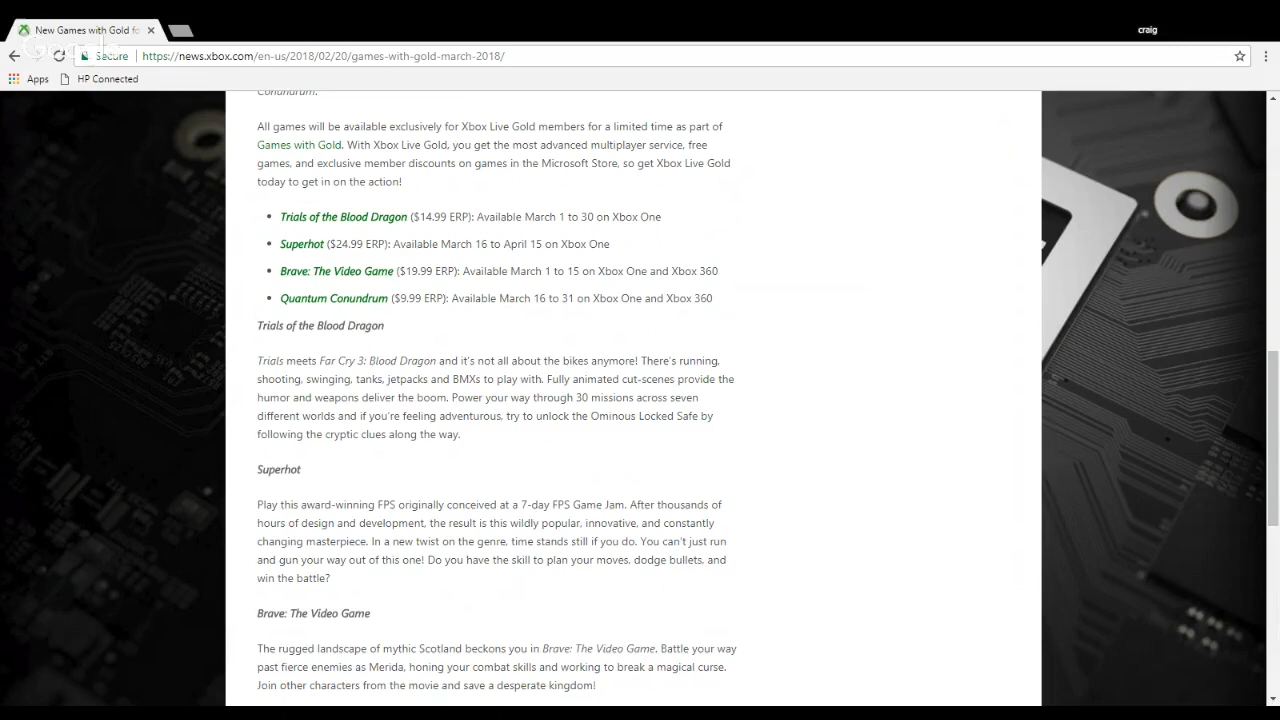 New Games with Gold fo
craig
Google
Secure
https://news.xbox.com/en-us/2018/02/20/games-with-gold-march-2018/
Apps
HP Connected
Conundrum.
All games will be available exclusively for Xbox Live Gold members for a limited time as part of
Games with Gold. With Xbox Live Gold, you get the most advanced multiplayer service, free
games, and exclusive member discounts on games in the Microsoft Store, so get Xbox Live Gold
today to get in on the action!
• Trials of the Blood Dragon ($14.99 ERP): Available March 1 to 30 on Xbox One
• Superhot ($24.99 ERP): Available March 16 to April 15 on Xbox One
• Brave: The Video Game ($19.99 ERP): Available March 1 to 15 on Xbox One and Xbox 360
• Quantum Conundrum ($9.99 ERP): Available March 16 to 31 on Xbox One and Xbox 360
Trials of the Blood Dragon
Trials meets Far Cry 3: Blood Dragon and it's not all about the bikes anymore! There's running,
shooting, swinging, tanks, jetpacks and BMXs to play with. Fully animated cut-scenes provide the
humor and weapons deliver the boom. Power your way through 30 missions across seven
different worlds and if you're feeling adventurous, try to unlock the Ominous Locked Safe by
following the cryptic clues along the way.
Superhot
Play this award-winning FPS originally conceived at a 7-day FPS Game Jam. After thousands of
hours of design and development, the result is this wildly popular, innovative, and constantly
changing masterpiece. In a new twist on the genre, time stands still if you do. You can't just run
and gun your way out of this one! Do you have the skill to plan your moves, dodge bullets, and
win the battle?
Brave: The Video Game
The rugged landscape of mythic Scotland beckons you in Brave: The Video Game. Battle your way
past fierce enemies as Merida, honing your combat skills and working to break a magical curse.
Join other characters from the movie and save a desperate kingdom!